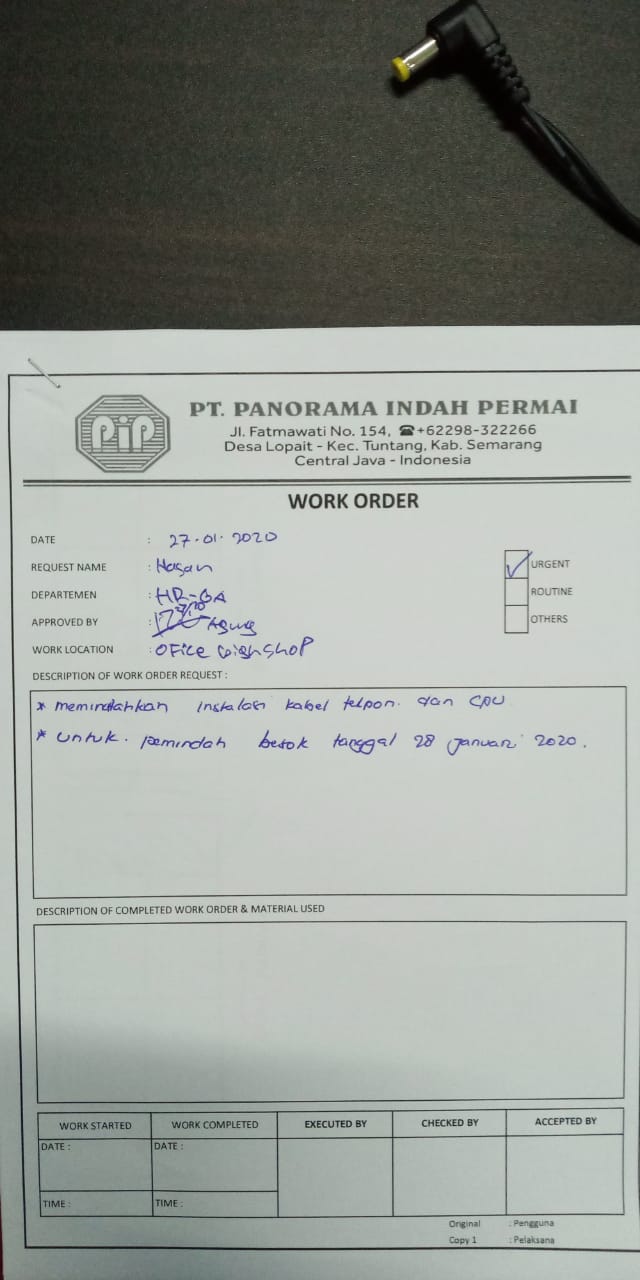 PiP
PT. PANORAMA INDAH PERMAI
Jl. Fatmawati No. 154, ☎+62298-322266
Desa Lopait - Kec. Tuntang, Kab. Semarang
Central Java - Indonesia
WORK ORDER
DATE : 27.01.2020
REQUEST NAME : Hasan
URGENT
DEPARTEMEN : HR-GA
ROUTINE
APPROVED BY : Agung
OTHERS
WORK LOCATION : OFFice
DESCRIPTION OF WORK ORDER REQUEST :
* memindahkan instalasi kabel telpon. dan CPU
* untuk. pemindah besok tanggal 28 Januari 2020.
DESCRIPTION OF COMPLETED WORK ORDER & MATERIAL USED
WORK STARTED WORK COMPLETED EXECUTED BY CHECKED BY ACCEPTED BY
DATE : DATE :
TIME : TIME :
Original : Pengguna
Copy 1 : Pelaksana